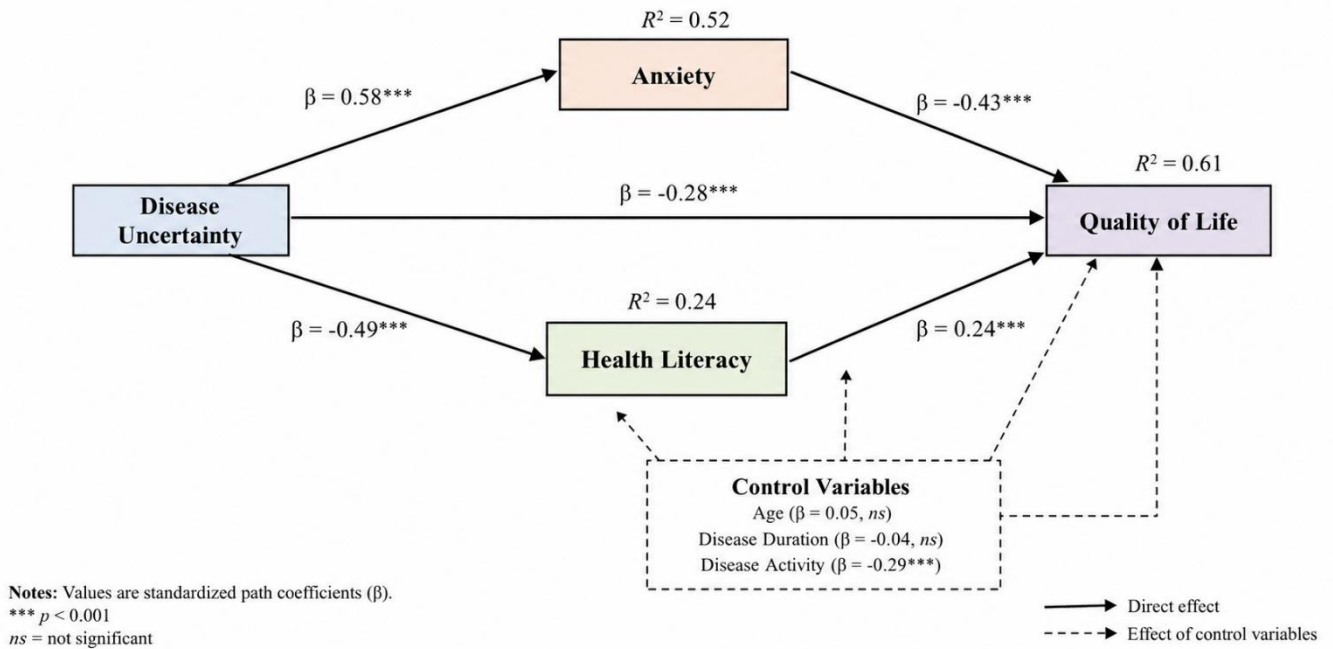 R² = 0.52
Anxiety
β = 0.58***
β = -0.43***
R² = 0.61
Disease
Uncertainty
β = -0.28***
Quality of Life
R² = 0.24
β = -0.49***
Health Literacy
β = 0.24***
Control Variables
Age (β = 0.05, ns)
Disease Duration (β = -0.04, ns)
Disease Activity (β = -0.29***)
Notes: Values are standardized path coefficients (β).
*** p < 0.001
ns = not significant
Direct effect
Effect of control variables